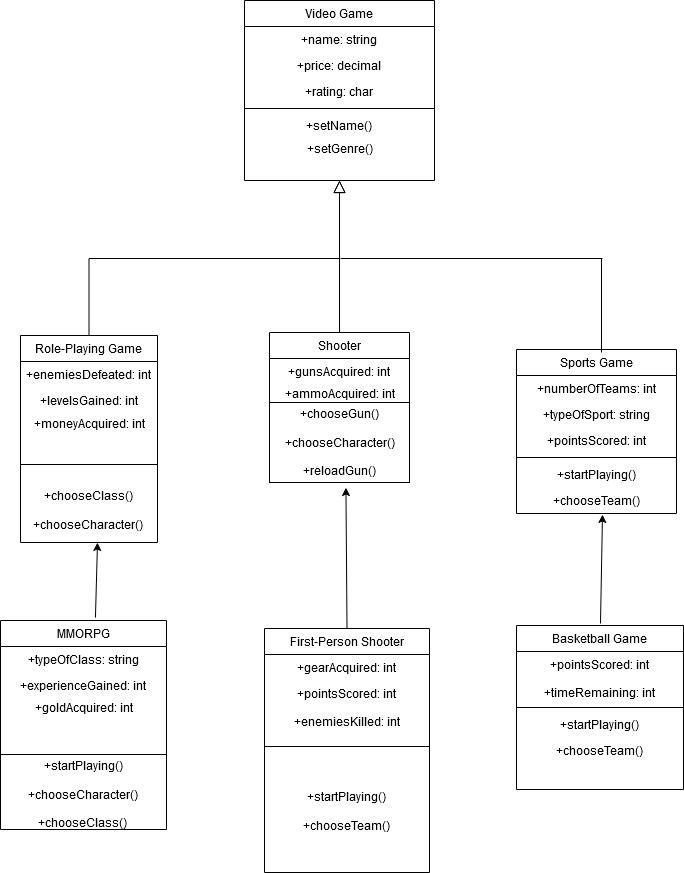 Video Game
+name: string
+price: decimal
+rating: char
+setName()
+setGenre()
Role-Playing Game
+enemiesDefeated: int
+levelsGained: int
+moneyAcquired: int
+chooseClass()
+chooseCharacter()
Shooter
+gunsAcquired: int
+ammoAcquired: int
+chooseGun()
+chooseCharacter()
+reloadGun()
Sports Game
+numberOfTeams: int
+typeOfSport: string
+pointsScored: int
+startPlaying()
+chooseTeam()
MMORPG
+typeOfClass: string
+experienceGained: int
+goldAcquired: int
+startPlaying()
+chooseCharacter()
+chooseClass()
First-Person Shooter
+gearAcquired: int
+pointsScored: int
+enemiesKilled: int
+startPlaying()
+chooseTeam()
Basketball Game
+pointsScored: int
+timeRemaining: int
+startPlaying()
+chooseTeam()